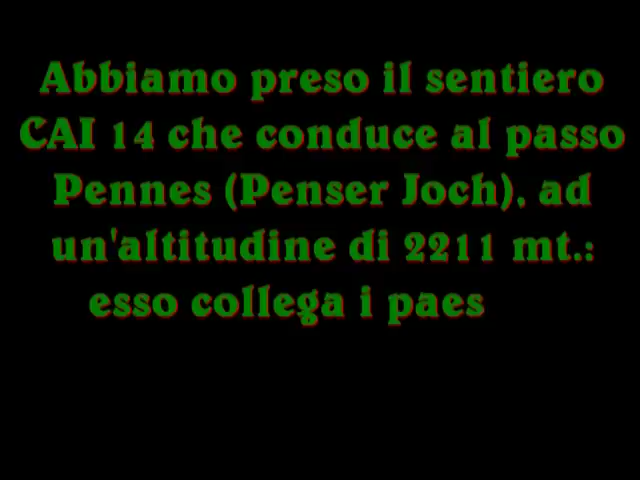 Abbiamo preso il sentiero
CAI 14 che conduce al passo
Pennes (Penser Joch), ad
un'altitudine di 2211 mt.:
esso collega i paes